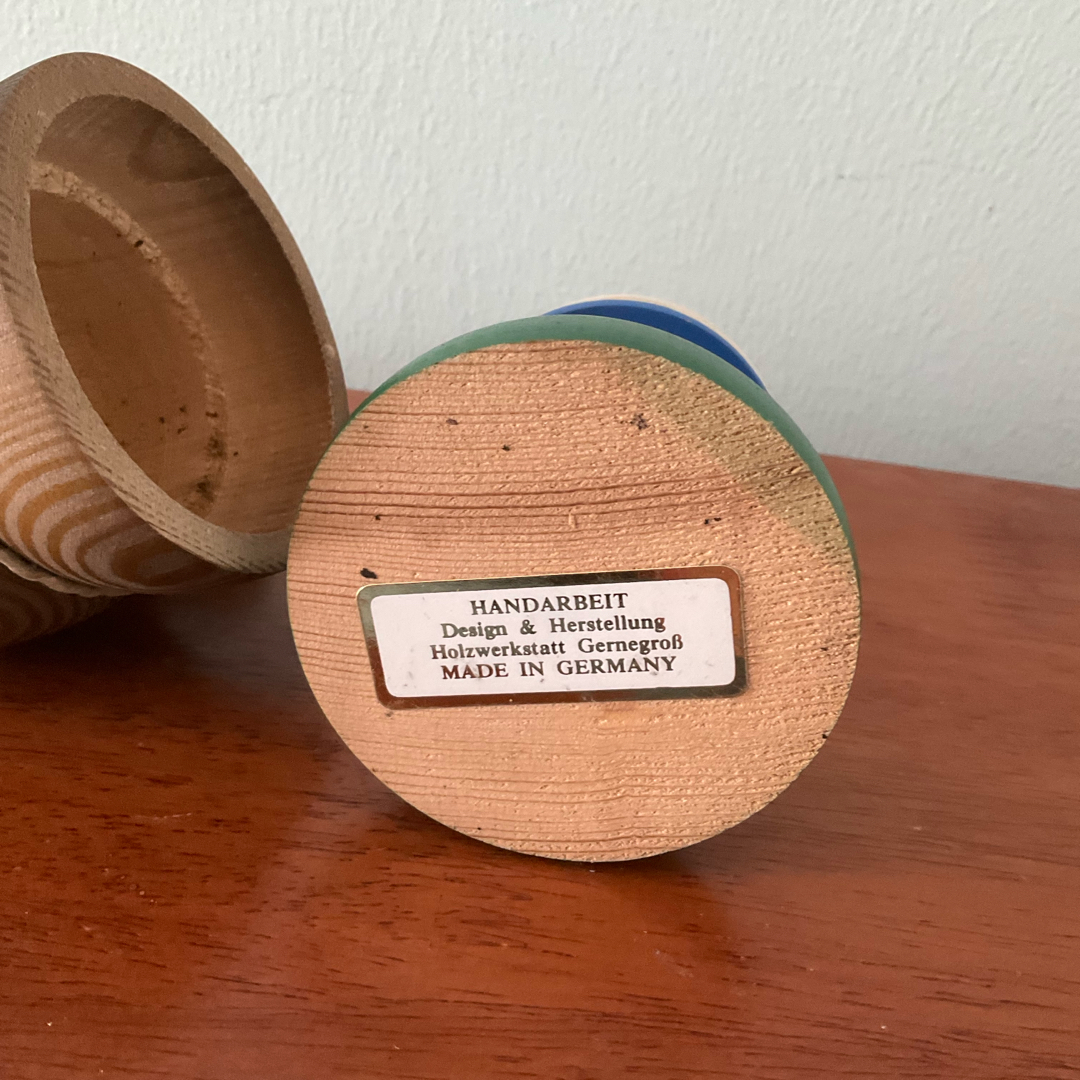 HANDARBEIT
Design & Herstellung
Holzwerkstatt Gernegroß
MADE IN GERMANY